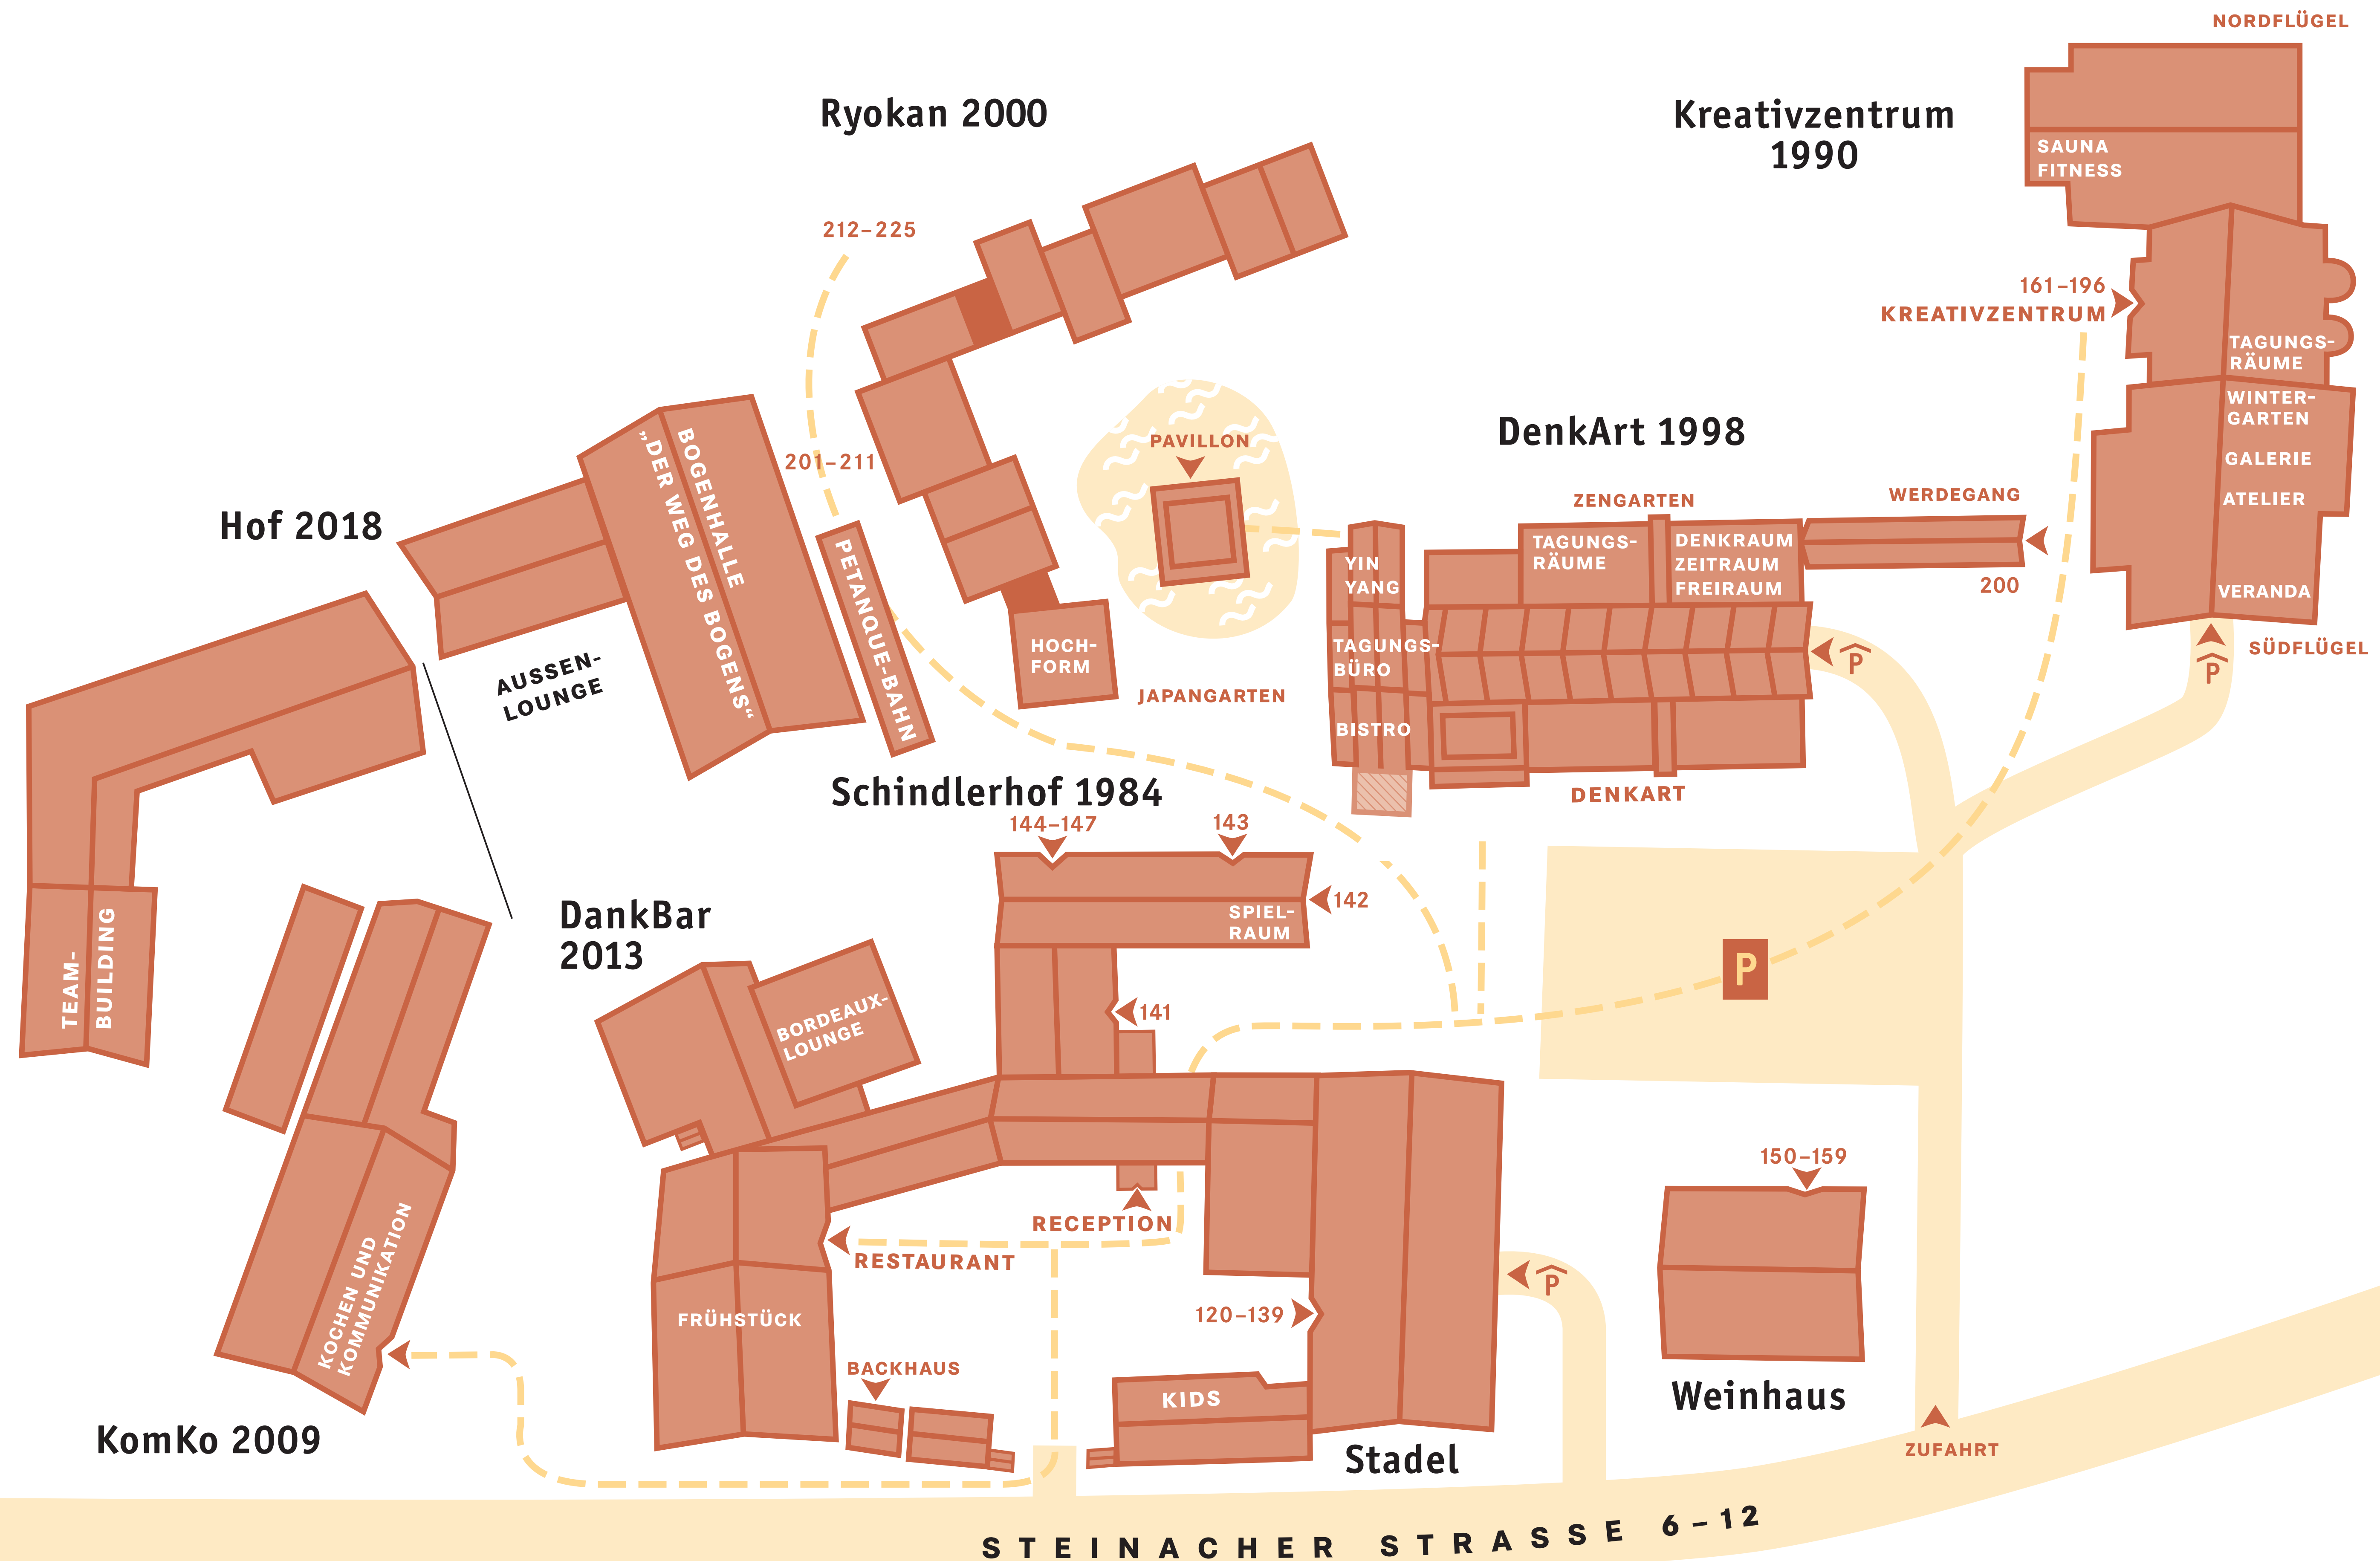 NORDFLÜGEL
Ryokan 2000
Kreativzentrum
1990
SAUNA
FITNESS
212–225
161–196
KREATIVZENTRUM
TAGUNGS-
RÄUME
WINTER-
GARTEN
GALERIE
ATELIER
VERANDA
SÜDFLÜGEL
P
DenkArt 1998
PAVILLON
201–211
BOGENHALLE
„DER WEG DES BOGENS“
PETANQUE-BAHN
Hof 2018
AUSSEN-
LOUNGE
ZENGARTEN
WERDEGANG
TAGUNGS-
RÄUME
DENKRAUM
ZEITRAUM
FREIRAUM
200
YIN
YANG
TAGUNGS-
BÜRO
BISTRO
P
HOCH-
FORM
JAPANGARTEN
DENKART
Schindlerhof 1984
144–147
143
142
SPIEL-
RAUM
141
DankBar
2013
BORDEAUX-
LOUNGE
TEAM-
BUILDING
P
150–159
RECEPTION
RESTAURANT
FRÜHSTÜCK
120–139
P
KOCHEN UND
KOMMUNIKATION
BACKHAUS
KIDS
Weinhaus
KomKo 2009
Stadel
ZUFAHRT
STEINACHER STRASSE 6–12